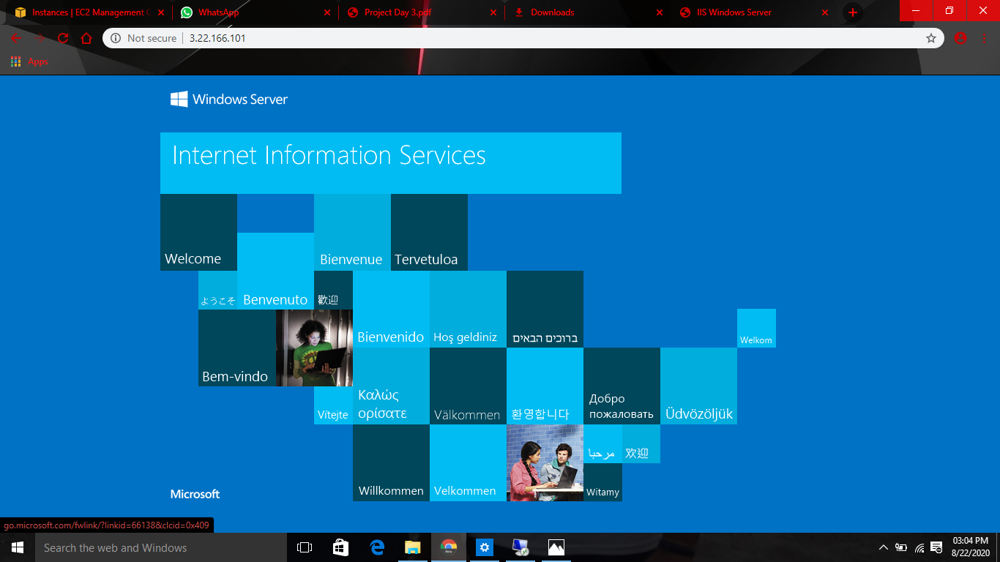 Instances | EC2 Management C
WhatsApp
Project Day 3.pdf
Downloads
IIS Windows Server
Not secure
3.22.166.101
Apps
Windows Server
Internet Information Services
Welcome
Bienvenue
Tervetuloa
ようこそ
Benvenuto
歡迎
Bienvenido
Hoş geldiniz
ברוכים הבאים
Welkom
Bem-vindo
Vítejte
Καλώς
ορίσατε
Välkommen
환영합니다
Добро
пожаловать
Üdvözöljük
Willkommen
Velkommen
مرحبا
欢迎
Witamy
Microsoft
go.microsoft.com/fwlink/?linkid=66138&clcid=0x409
Search the web and Windows
03:04 PM
8/22/2020